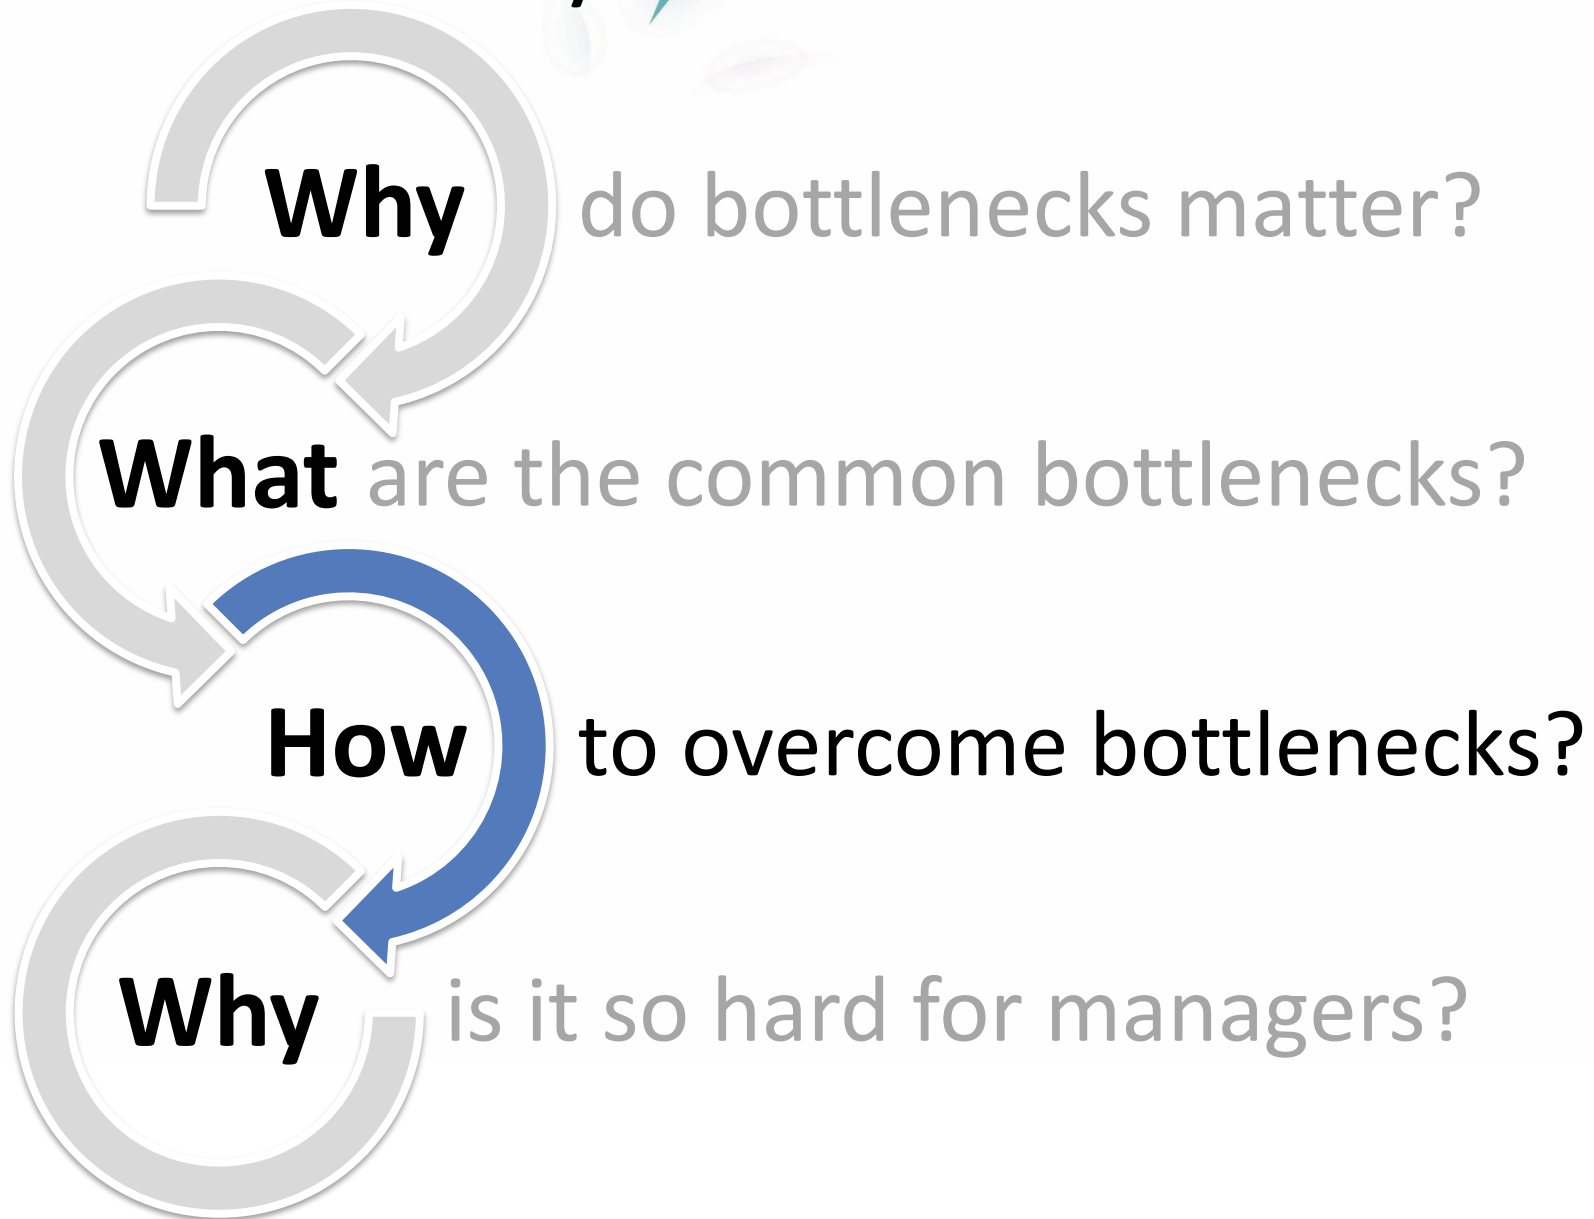 Why do bottlenecks matter?
What are the common bottlenecks?
How to overcome bottlenecks?
Why is it so hard for managers?